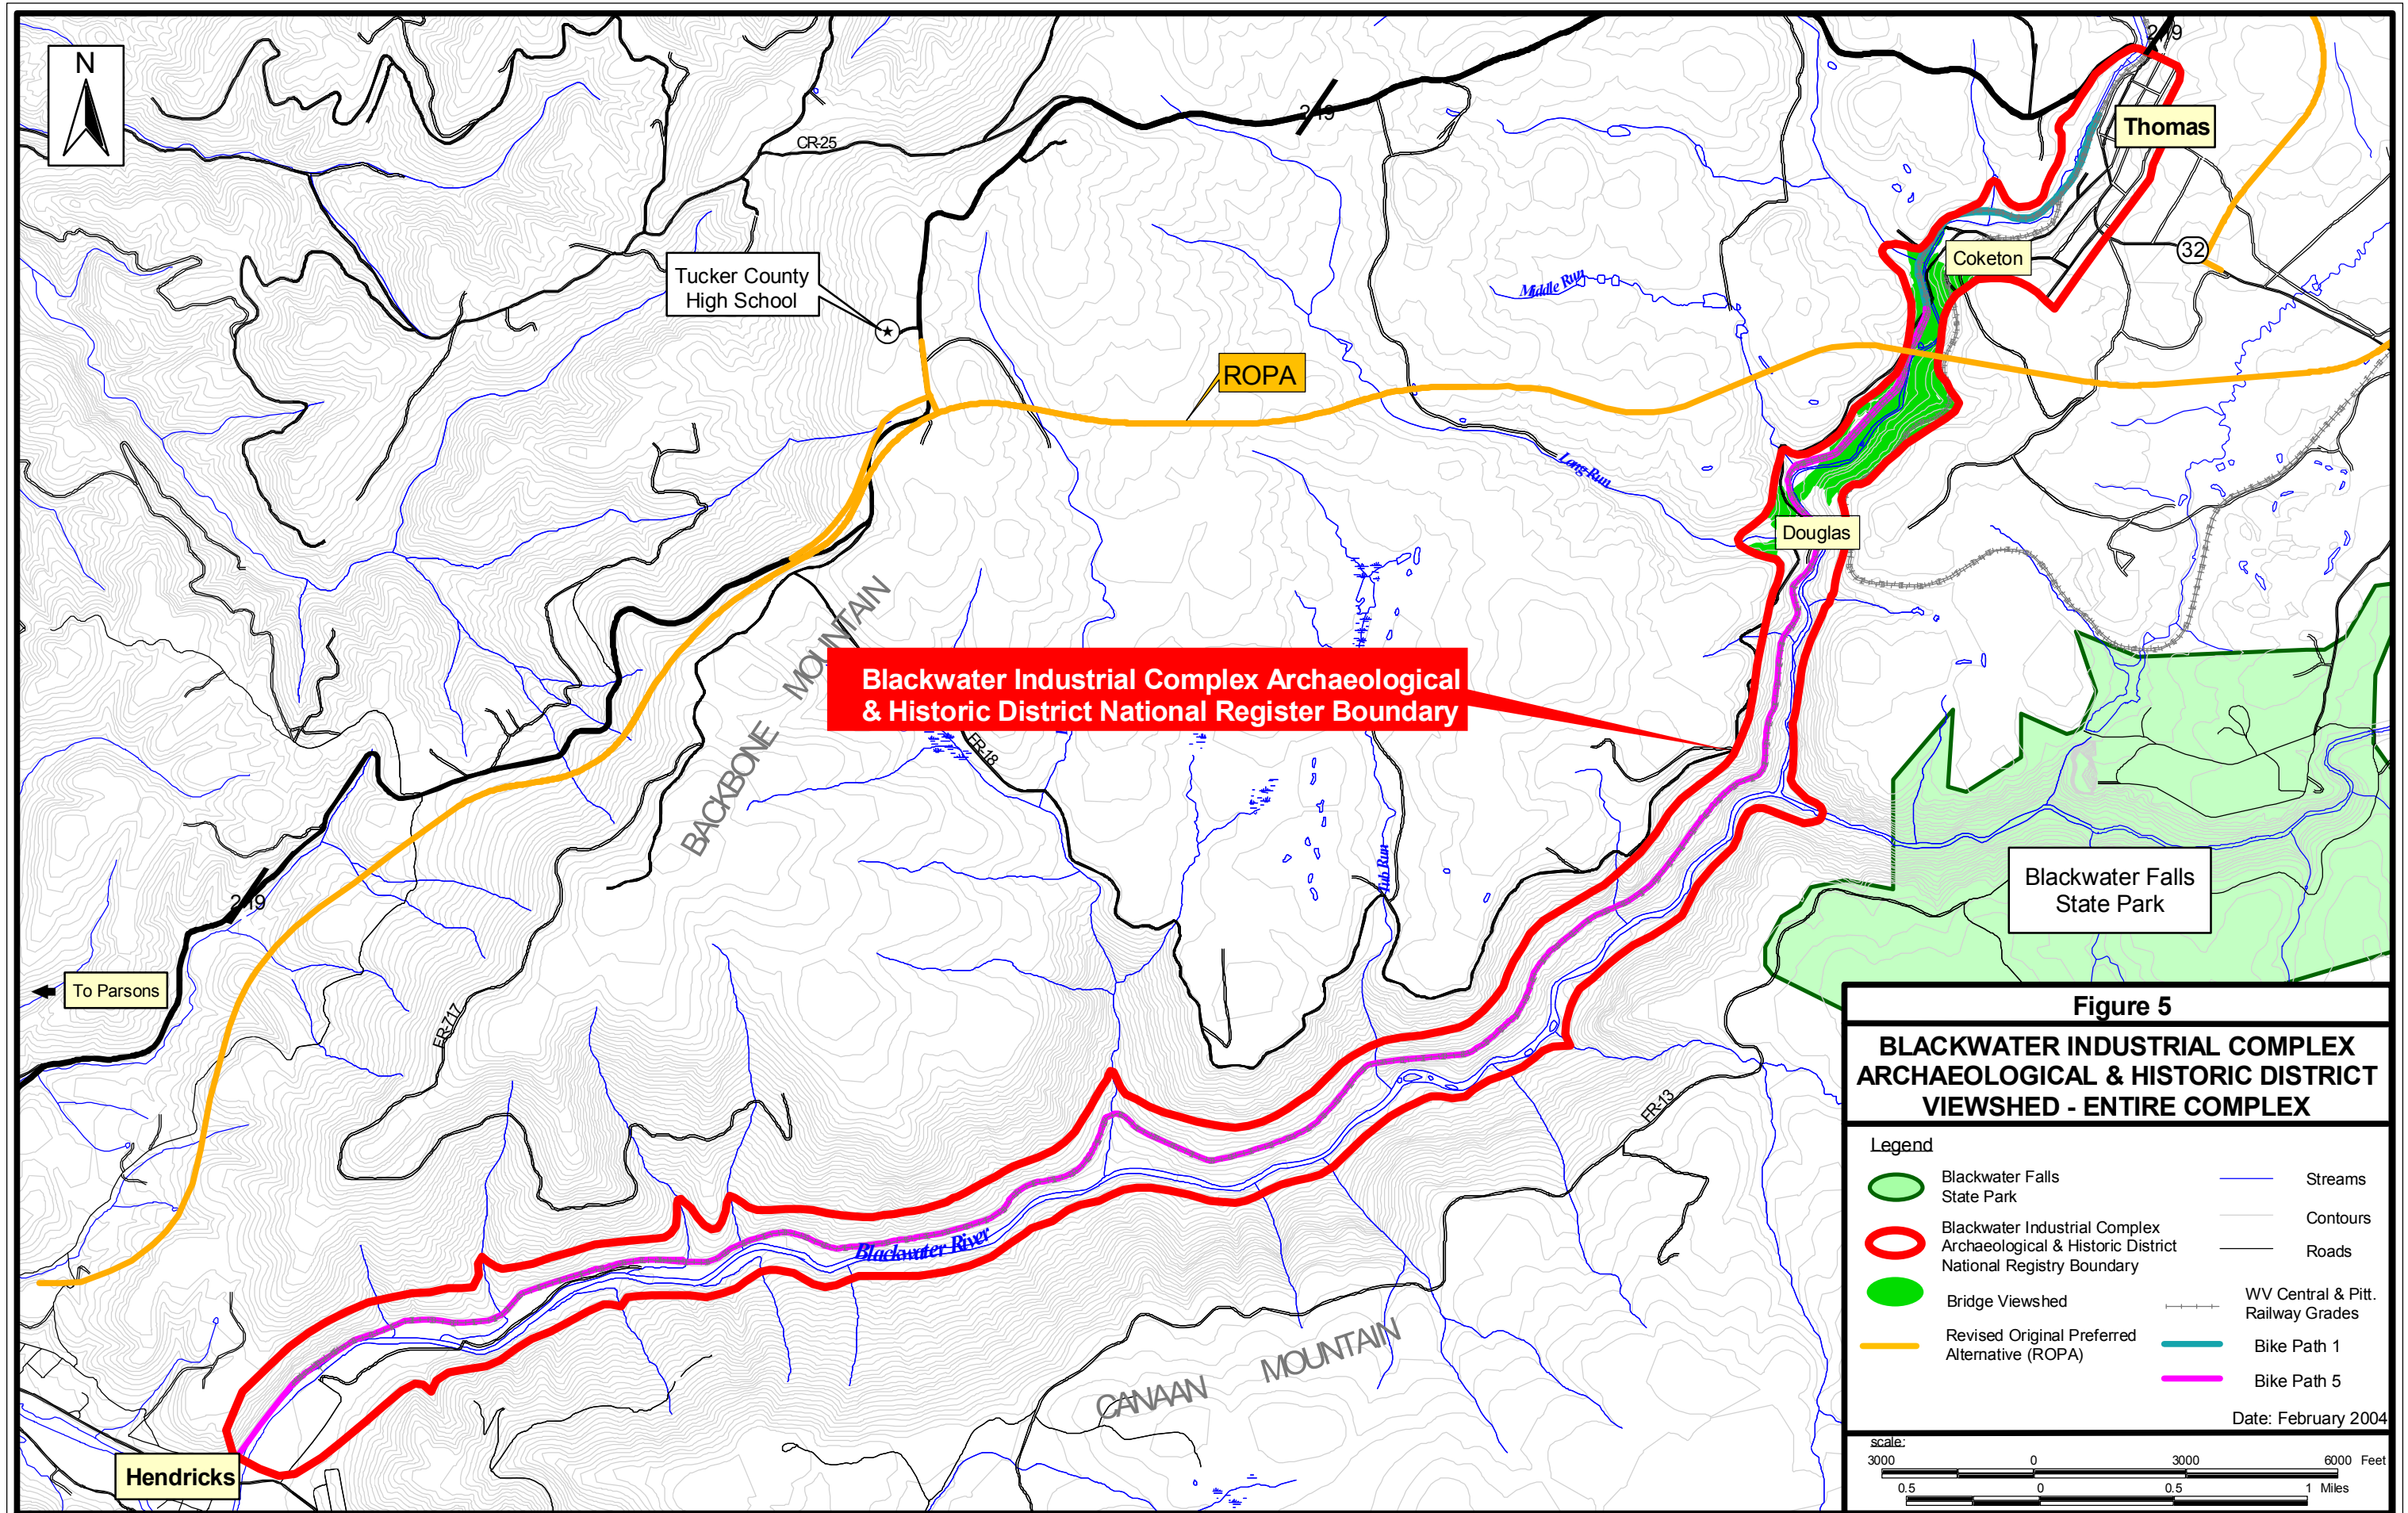 N
219
Thomas
219
CR-25
Coketon
32
Tucker County
High School
Middle Run
ROPA
Long Run
Douglas
BACKBONE MOUNTAIN
Blackwater Industrial Complex Archaeological
& Historic District National Register Boundary
FR-18
Tub Run
Blackwater Falls
State Park
219
To Parsons
FR-717
FR-13
Blackwater River
CANAAN MOUNTAIN
Hendricks
Figure 5
BLACKWATER INDUSTRIAL COMPLEX
ARCHAEOLOGICAL & HISTORIC DISTRICT
VIEWSHED - ENTIRE COMPLEX
Legend
Blackwater Falls
State Park
Blackwater Industrial Complex
Archaeological & Historic District
National Registry Boundary
Bridge Viewshed
Revised Original Preferred
Alternative (ROPA)
Streams
Contours
Roads
WV Central & Pitt.
Railway Grades
Bike Path 1
Bike Path 5
Date: February 2004
scale:
3000 0 3000 6000 Feet
0.5 0 0.5 1 Miles